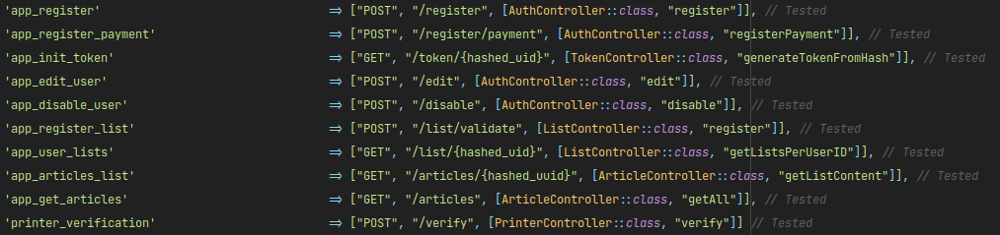 'app_register' => ["POST", "/register", [AuthController::class, "register"]], // Tested
'app_register_payment' => ["POST", "/register/payment", [AuthController::class, "registerPayment"]], // Tested
'app_init_token' => ["GET", "/token/{hashed_uid}", [TokenController::class, "generateTokenFromHash"]], // Tested
'app_edit_user' => ["POST", "/edit", [AuthController::class, "edit"]], // Tested
'app_disable_user' => ["POST", "/disable", [AuthController::class, "disable"]], // Tested
'app_register_list' => ["POST", "/list/validate", [ListController::class, "register"]], // Tested
'app_user_lists' => ["GET", "/list/{hashed_uid}", [ListController::class, "getListsPerUserID"]], // Tested
'app_articles_list' => ["GET", "/articles/{hashed_uuid}", [ArticleController::class, "getListContent"]], // Tested
'app_get_articles' => ["GET", "/articles", [ArticleController::class, "getAll"]], // Tested
'printer_verification' => ["POST", "/verify", [PrinterController::class, "verify"]] // Tested